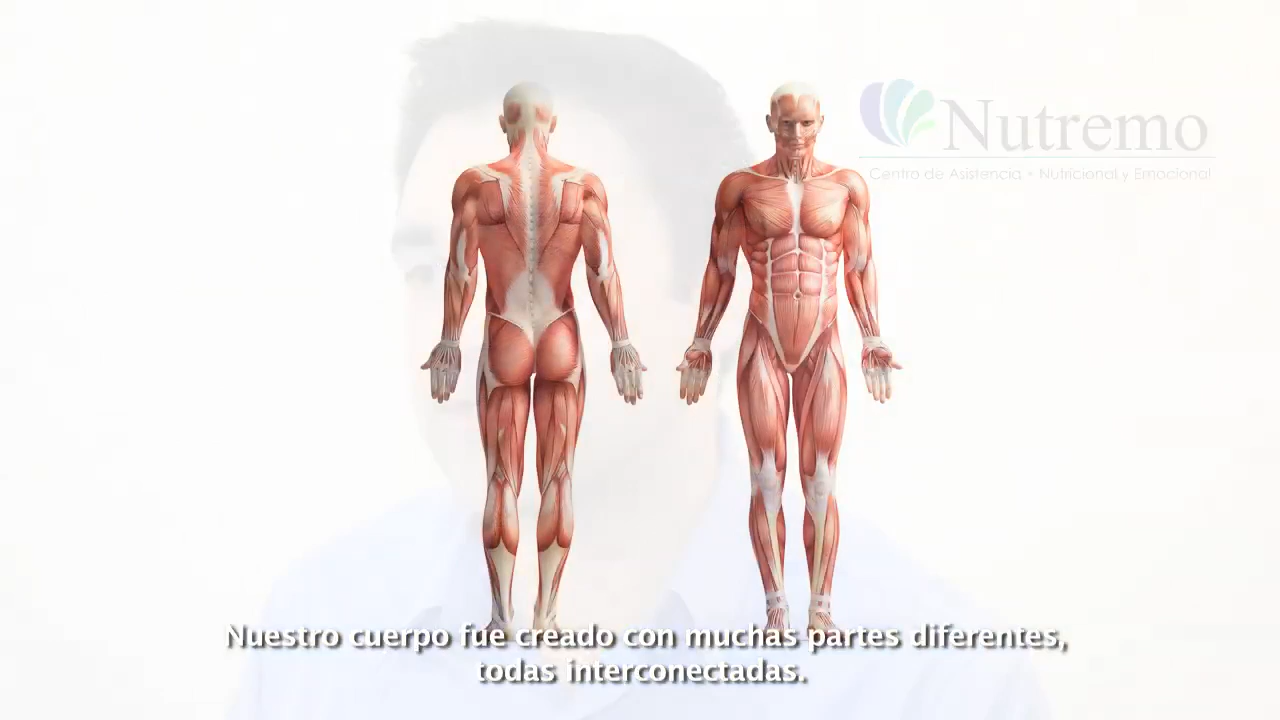 Nutremo
Centro de Asistencia • Nutricional y Emocional
Nuestro cuerpo fue creado con muchas partes diferentes,
todas interconectadas.